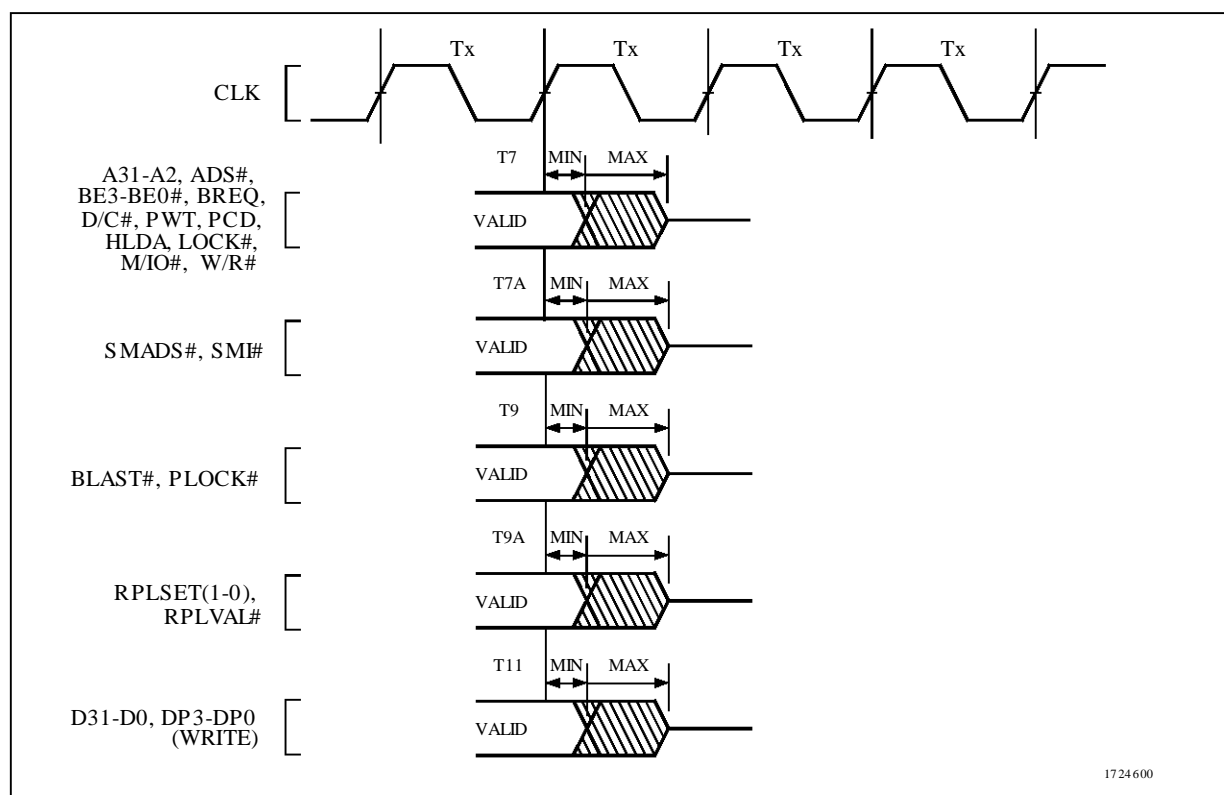 Tx Tx Tx Tx
CLK
T7 MIN MAX
A31-A2, ADS#,
BE3-BE0#, BREQ,
D/C#, PWT, PCD,
HLDA, LOCK#,
M/IO#, W/R#
VALID
T7A MIN MAX
SMADS#, SMI#
VALID
T9 MIN MAX
BLAST#, PLOCK#
VALID
T9A MIN MAX
RPLSET(1-0),
RPLVAL#
VALID
T11 MIN MAX
D31-D0, DP3-DP0
(WRITE)
VALID
1724600